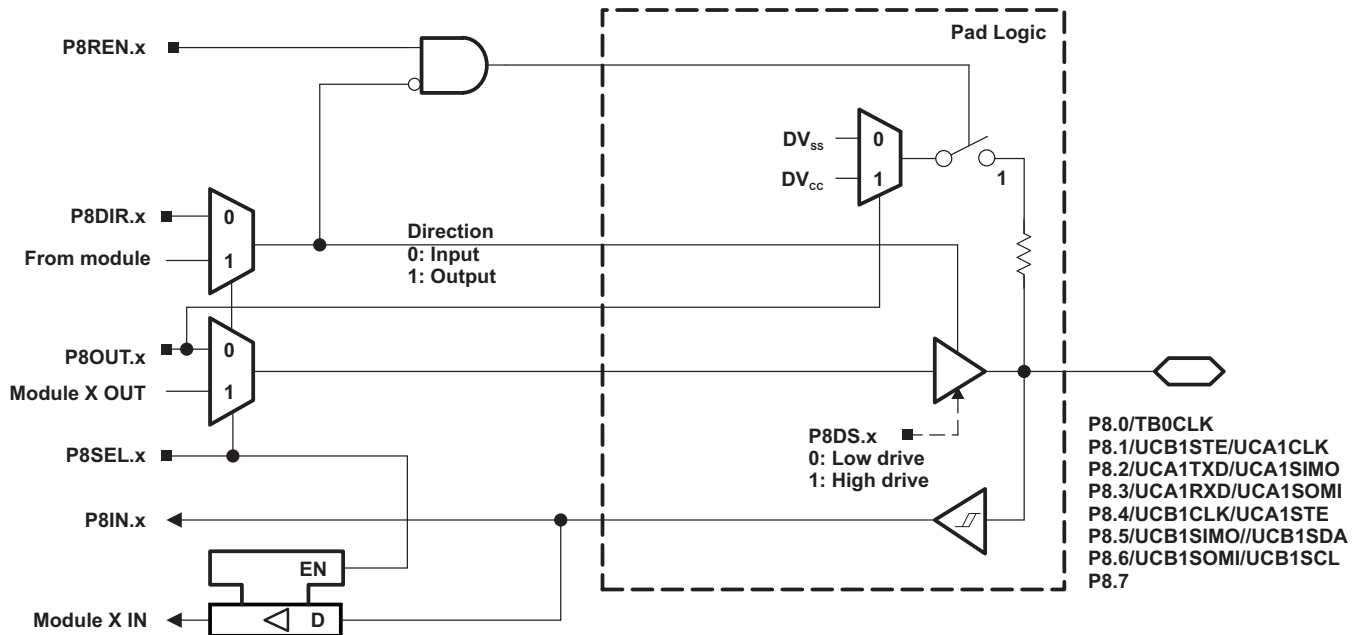 Pad Logic
P8REN.x
DVss
0
DVcc
1
1
P8DIR.x
0
From module
1
Direction
0: Input
1: Output
P8OUT.x
0
Module X OUT
1
P8DS.x
0: Low drive
1: High drive
P8SEL.x
P8IN.x
EN
Module X IN
D
P8.0/TB0CLK
P8.1/UCB1STE/UCA1CLK
P8.2/UCA1TXD/UCA1SIMO
P8.3/UCA1RXD/UCA1SOMI
P8.4/UCB1CLK/UCA1STE
P8.5/UCB1SIMO//UCB1SDA
P8.6/UCB1SOMI/UCB1SCL
P8.7